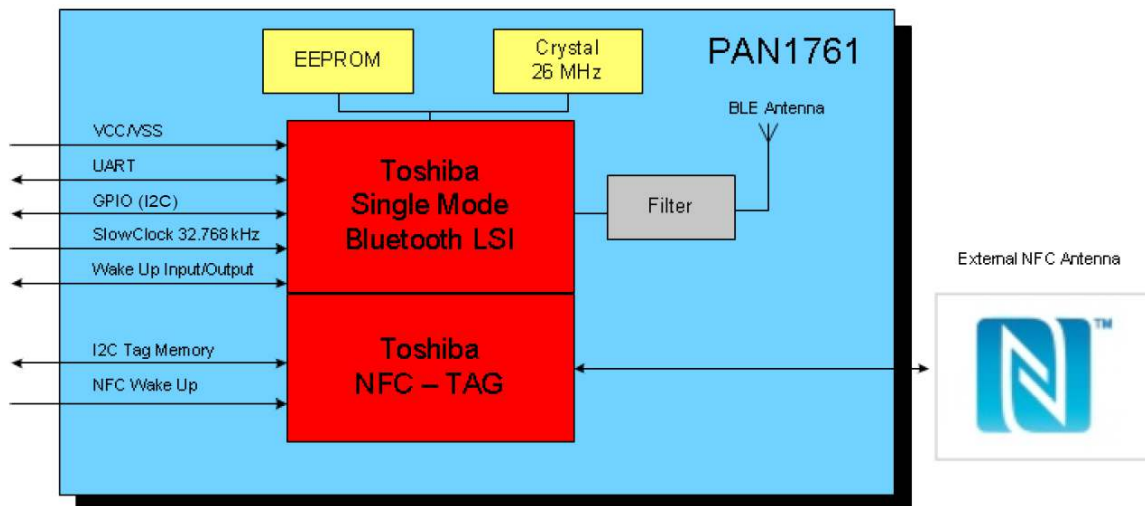 PAN1761
EEPROM
Crystal
26 MHz
BLE Antenna
VCC/VSS
UART
GPIO (I2C)
SlowClock 32.768 kHz
Wake Up Input/Output
Toshiba
Single Mode
Bluetooth LSI
Filter
External NFC Antenna
TM
I2C Tag Memory
NFC Wake Up
Toshiba
NFC – TAG